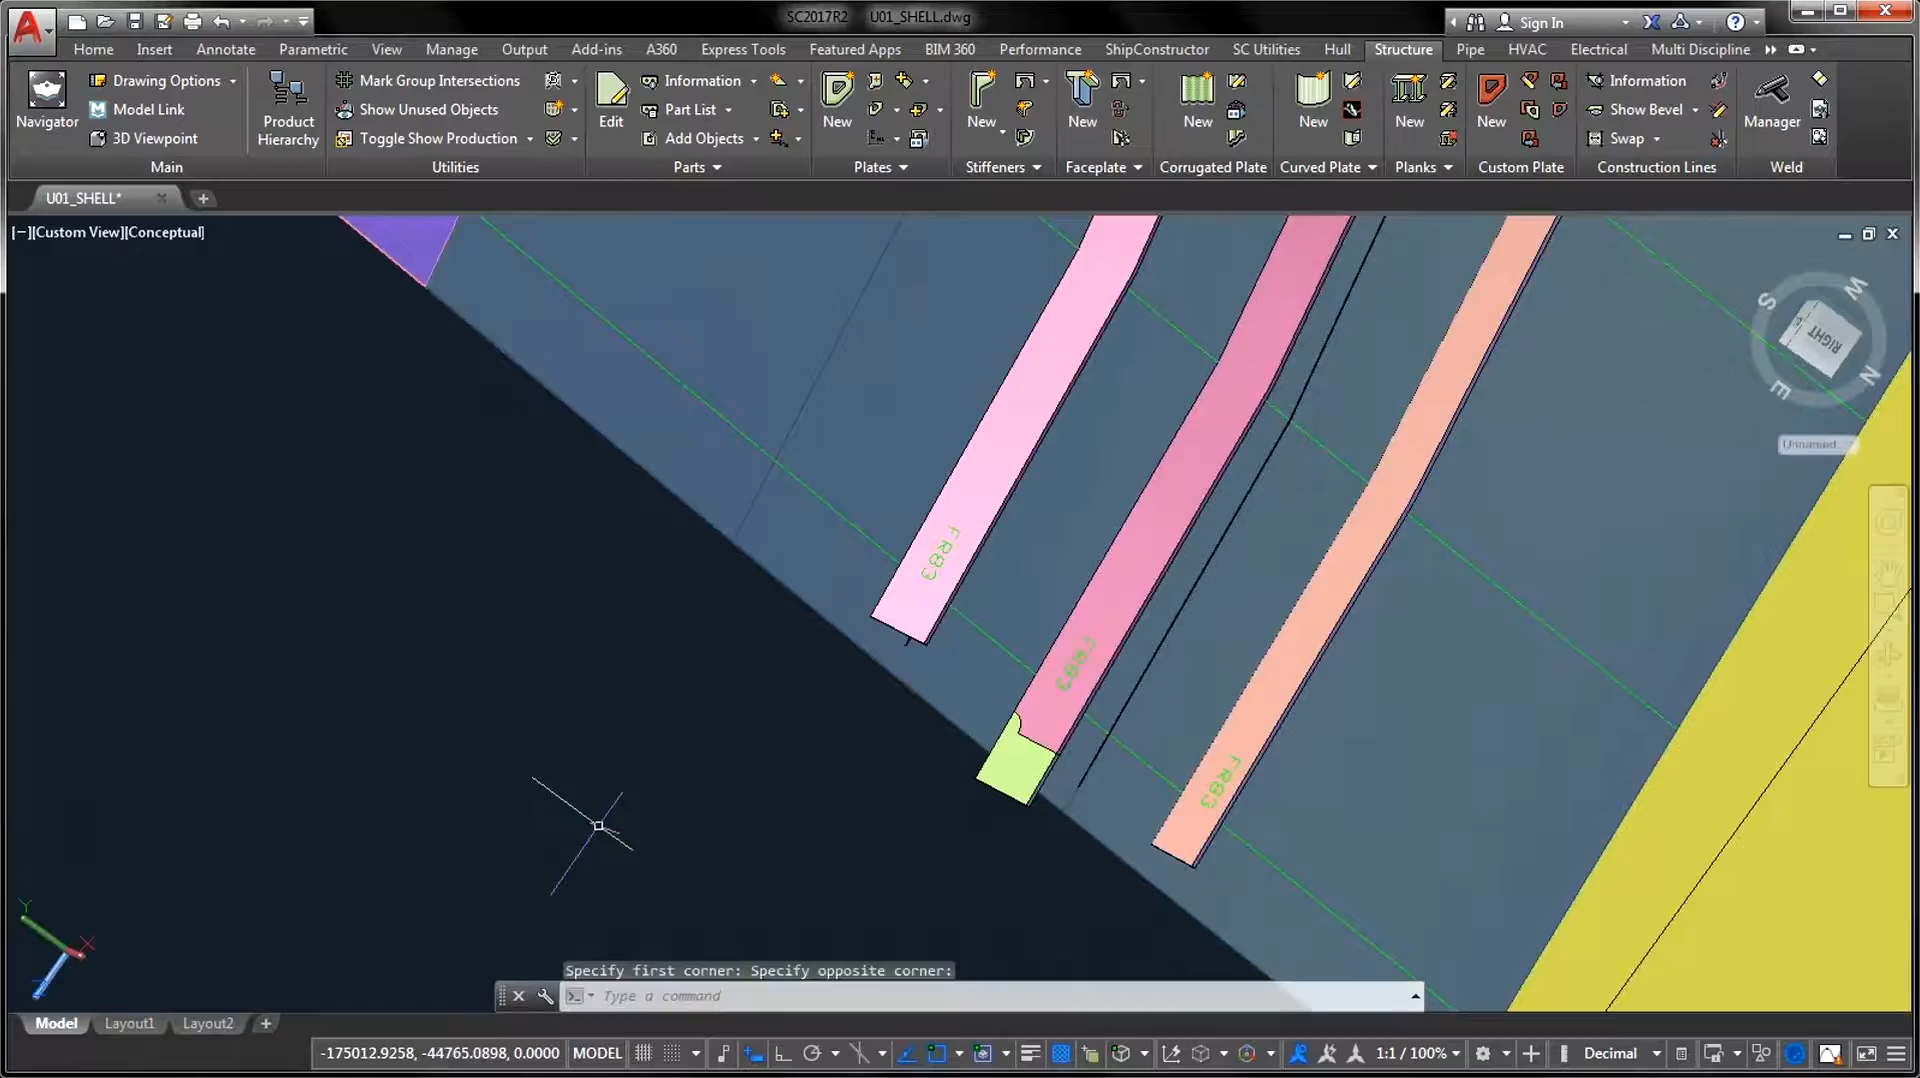 SC2017R2 U01_SHELL.dwg
Sign In
Home Insert Annotate Parametric View Manage Output Add-ins A360 Express Tools Featured Apps BIM 360 Performance ShipConstructor SC Utilities Hull Structure Pipe HVAC Electrical Multi Discipline
Navigator
Drawing Options
Model Link
3D Viewpoint
Product Hierarchy
Main
Mark Group Intersections
Show Unused Objects
Toggle Show Production
Utilities
Edit
Information
Part List
Add Objects
Parts
New
Plates
New
Stiffeners
New
Faceplate
New
Corrugated Plate
New
Curved Plate
New
Planks
New
Custom Plate
Information
Show Bevel
Swap
Construction Lines
Manager
Weld
U01_SHELL*
[−][Custom View][Conceptual]
S
W
RIGHT
E
N
Unnamed
FR83
FR83
FR83
Y
X
Z
Specify first corner: Specify opposite corner:
Type a command
Model Layout1 Layout2
-175012.9258, -44765.0898, 0.0000 MODEL 1:1 / 100% Decimal